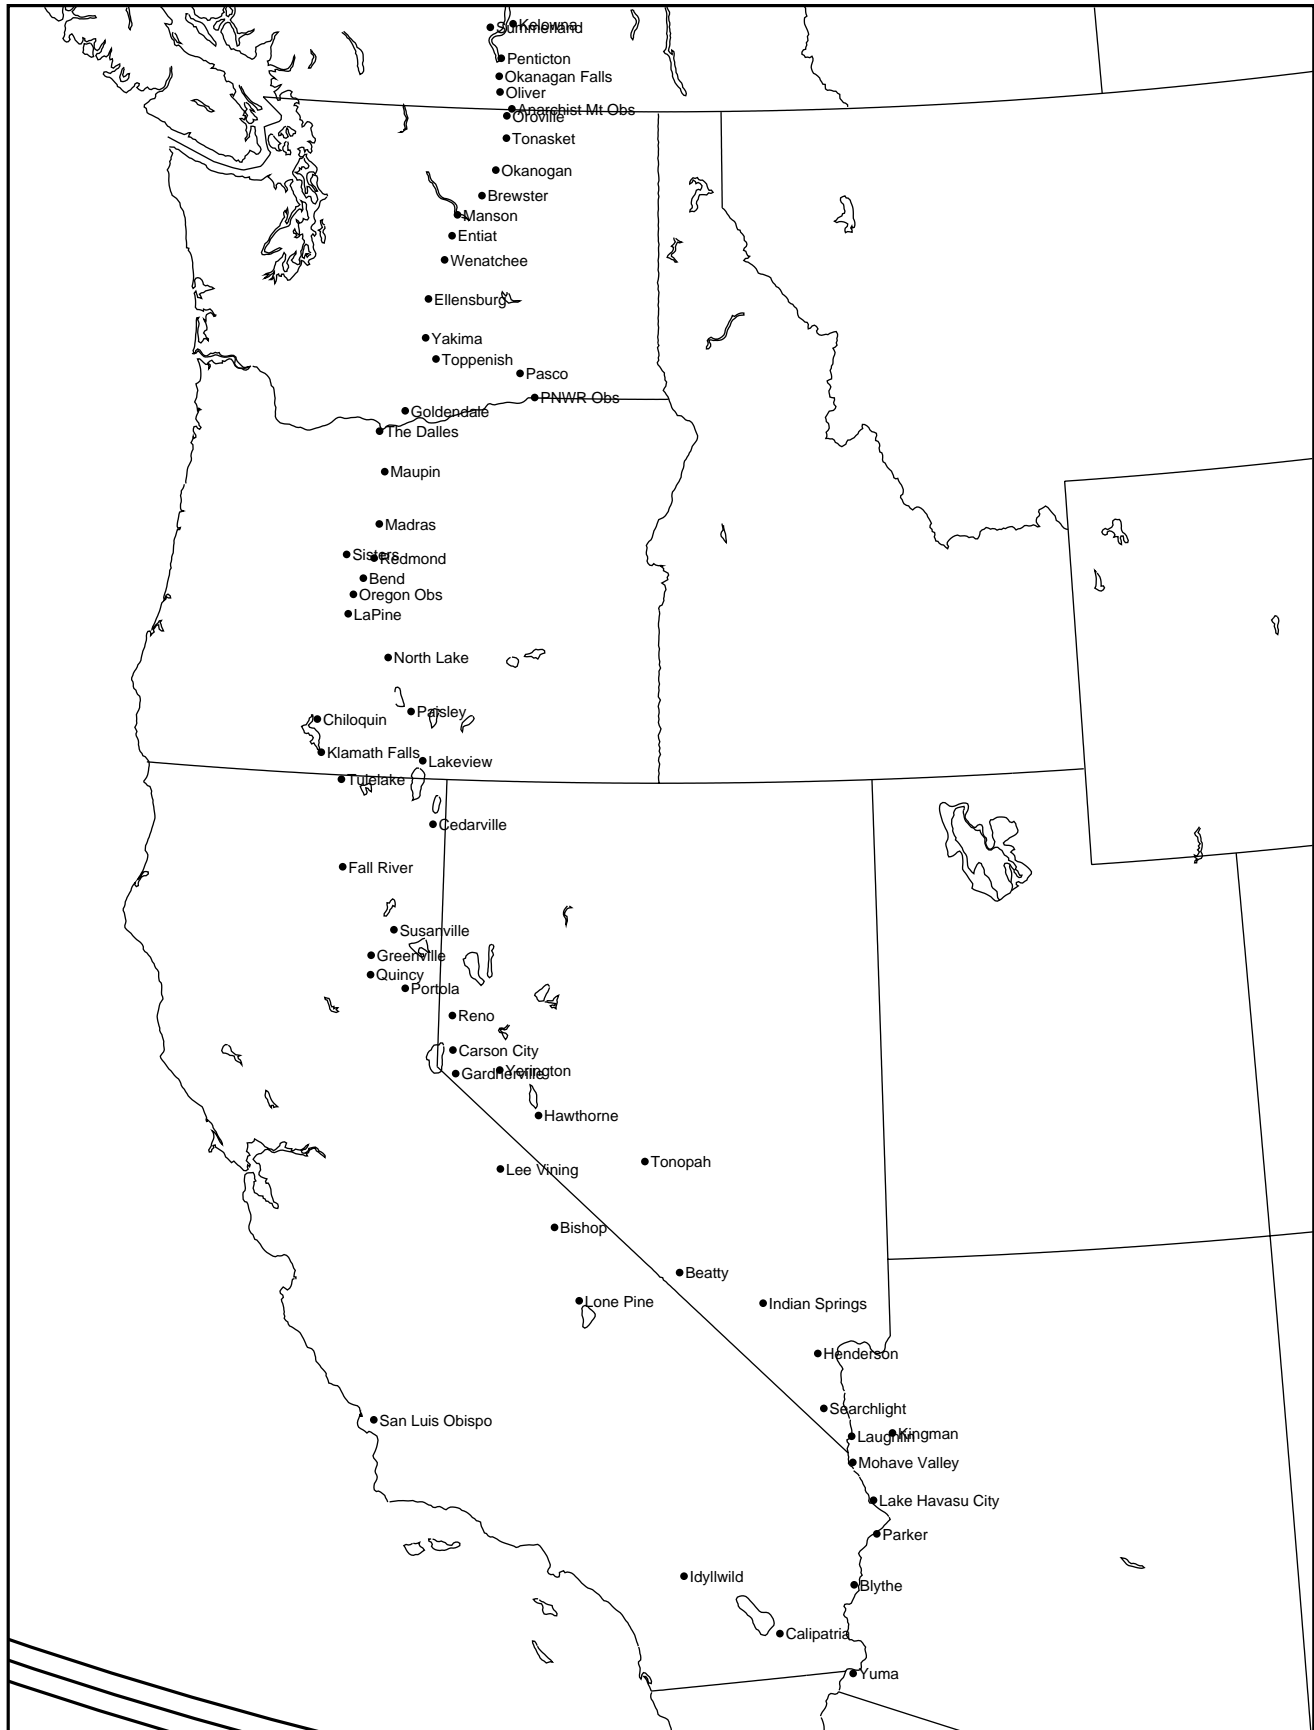 Kelowna
Summerland
Penticton
Okanagan Falls
Oliver
Anarchist Mt Obs
Oroville
Tonasket
Okanogan
Brewster
Manson
Entiat
Wenatchee
Ellensburg
Yakima
Toppenish
Pasco
PNWR Obs
Goldendale
The Dalles
Maupin
Madras
Sisters
Redmond
Bend
Oregon Obs
LaPine
North Lake
Paisley
Chiloquin
Klamath Falls
Lakeview
Tulelake
Cedarville
Fall River
Susanville
Greenville
Quincy
Portola
Reno
Carson City
Yerington
Gardnerville
Hawthorne
Tonopah
Lee Vining
Bishop
Beatty
Lone Pine
Indian Springs
Henderson
Searchlight
San Luis Obispo
Kingman
Laughlin
Mohave Valley
Lake Havasu City
Parker
Idyllwild
Blythe
Calipatria
Yuma